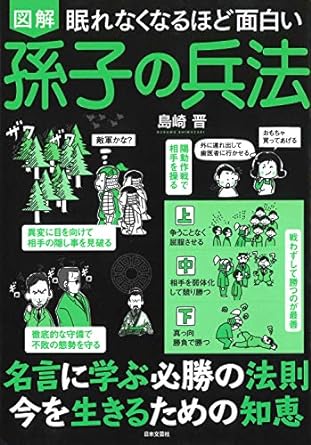 図解
眠れなくなるほど面白い
孫子の兵法
島崎 晋
SUSUMU SHIMAZAKI
ザワ
ザワ
敵軍かな?
異変に目を向けて
相手の隠し事を見破る
陽動作戦で
相手を操る
外に連れ出して
歯医者に行かせる
おもちゃ
買ってあげる
徹底的な守備で
不敗の態勢を守る
上
争うことなく
屈服させる
中
相手を弱体化
して競り勝つ
下
真っ向
勝負で勝つ
戦わずして勝つのが最善
名言に学ぶ必勝の法則
今を生きるための知恵
日本文芸社